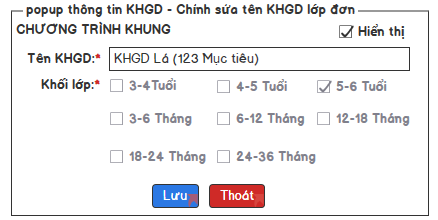 popup thông tin KHGD - Chính sửa tên KHGD lớp đơn
CHƯƠNG TRÌNH KHUNG
Hiển thị
Tên KHGD:* KHGD Lá (123 Mục tiêu)
Khối lớp:* 3-4Tuổi 4-5 Tuổi 5-6 Tuổi
3-6 Tháng 6-12 Tháng 12-18 Tháng
18-24 Tháng 24-36 Tháng
Lưu Thoát